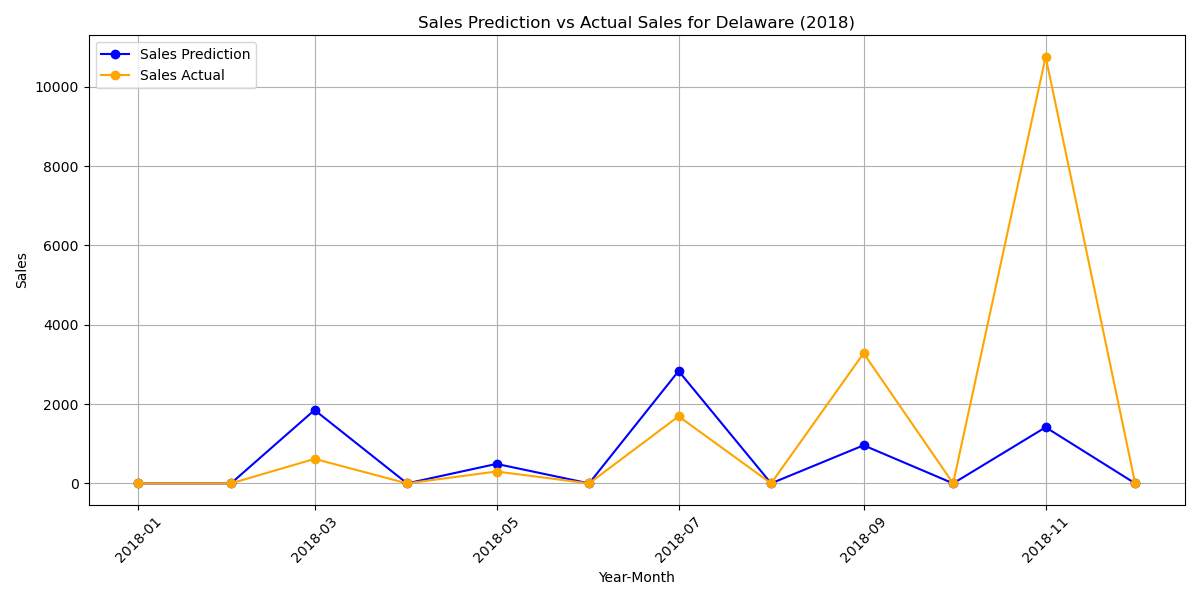 Sales Prediction vs Actual Sales for Delaware (2018)
Sales Prediction
Sales Actual
10000
8000
6000
4000
2000
0
Sales
2018-01
2018-03
2018-05
2018-07
2018-09
2018-11
Year-Month